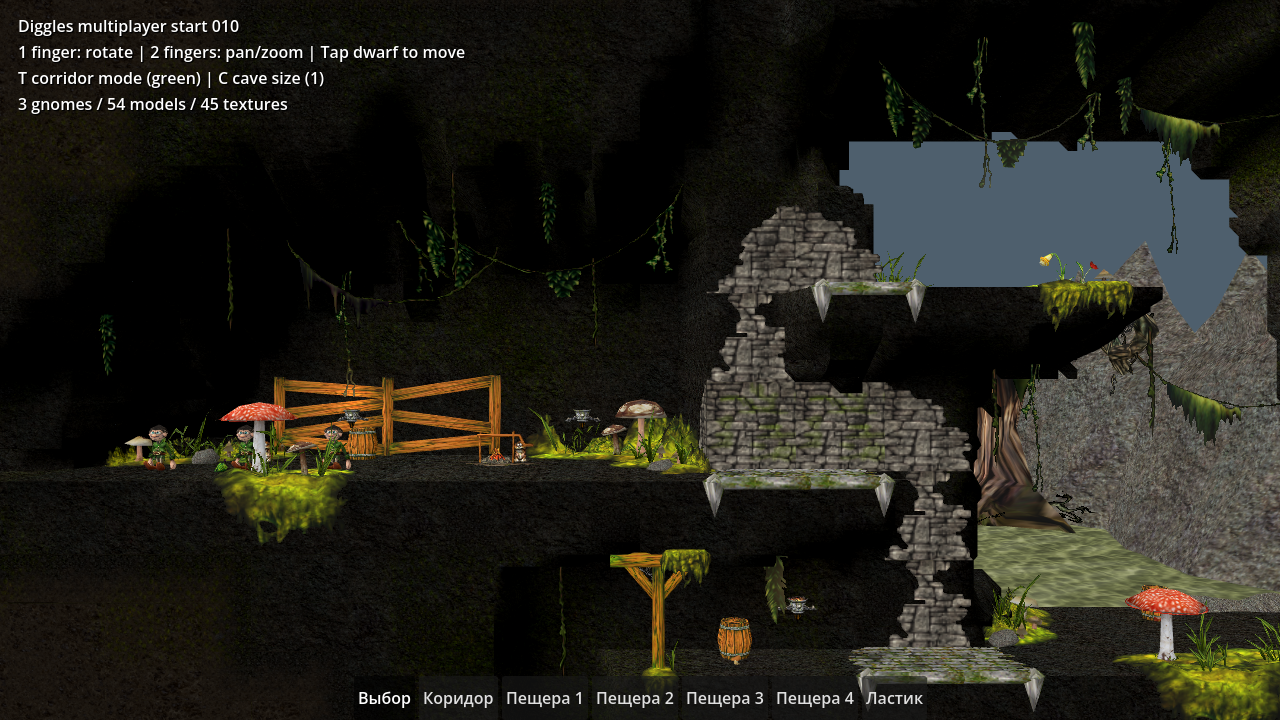 Diggles multiplayer start 010
1 finger: rotate | 2 fingers: pan/zoom | Tap dwarf to move
T corridor mode (green) | C cave size (1)
3 gnomes / 54 models / 45 textures
Выбор Коридор Пещера 1 Пещера 2 Пещера 3 Пещера 4 Ластик